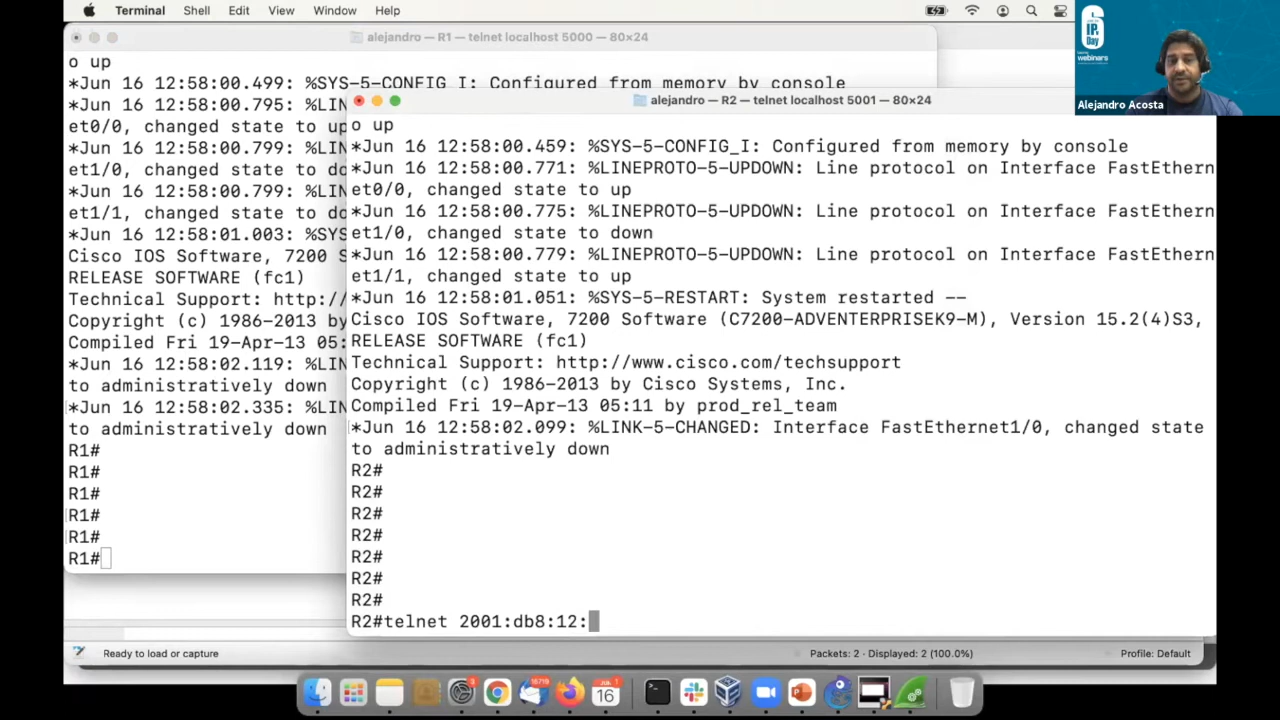 Terminal Shell Edit View Window Help
alejandro — R1 — telnet localhost 5000 — 80×24
o up
*Jun 16 12:58:00.499: %SYS-5-CONFIG_I: Configured from memory by console
*Jun 16 12:58:00.795: %LINE
et0/0, changed state to up
*Jun 16 12:58:00.799: %LINE
et1/0, changed state to do
*Jun 16 12:58:00.799: %LINE
et1/1, changed state to do
*Jun 16 12:58:01.003: %SYS
Cisco IOS Software, 7200 S
RELEASE SOFTWARE (fc1)
Technical Support: http://
Copyright (c) 1986-2013 by
Compiled Fri 19-Apr-13 05:
*Jun 16 12:58:02.119: %LIN
to administratively down
*Jun 16 12:58:02.335: %LIN
to administratively down
R1#
R1#
R1#
R1#
R1#
R1#
alejandro — R2 — telnet localhost 5001 — 80×24
o up
*Jun 16 12:58:00.459: %SYS-5-CONFIG_I: Configured from memory by console
*Jun 16 12:58:00.771: %LINEPROTO-5-UPDOWN: Line protocol on Interface FastEthern
et0/0, changed state to up
*Jun 16 12:58:00.775: %LINEPROTO-5-UPDOWN: Line protocol on Interface FastEthern
et1/0, changed state to down
*Jun 16 12:58:00.779: %LINEPROTO-5-UPDOWN: Line protocol on Interface FastEthern
et1/1, changed state to up
*Jun 16 12:58:01.051: %SYS-5-RESTART: System restarted --
Cisco IOS Software, 7200 Software (C7200-ADVENTERPRISEK9-M), Version 15.2(4)S3,
RELEASE SOFTWARE (fc1)
Technical Support: http://www.cisco.com/techsupport
Copyright (c) 1986-2013 by Cisco Systems, Inc.
Compiled Fri 19-Apr-13 05:11 by prod_rel_team
*Jun 16 12:58:02.099: %LINK-5-CHANGED: Interface FastEthernet1/0, changed state
to administratively down
R2#
R2#
R2#
R2#
R2#
R2#
R2#
R2#telnet 2001:db8:12:
Ready to load or capture
Packets: 2 · Displayed: 2 (100.0%)
Profile: Default
IPv6
Day
webinars
Alejandro Acosta
3
16719
1
16